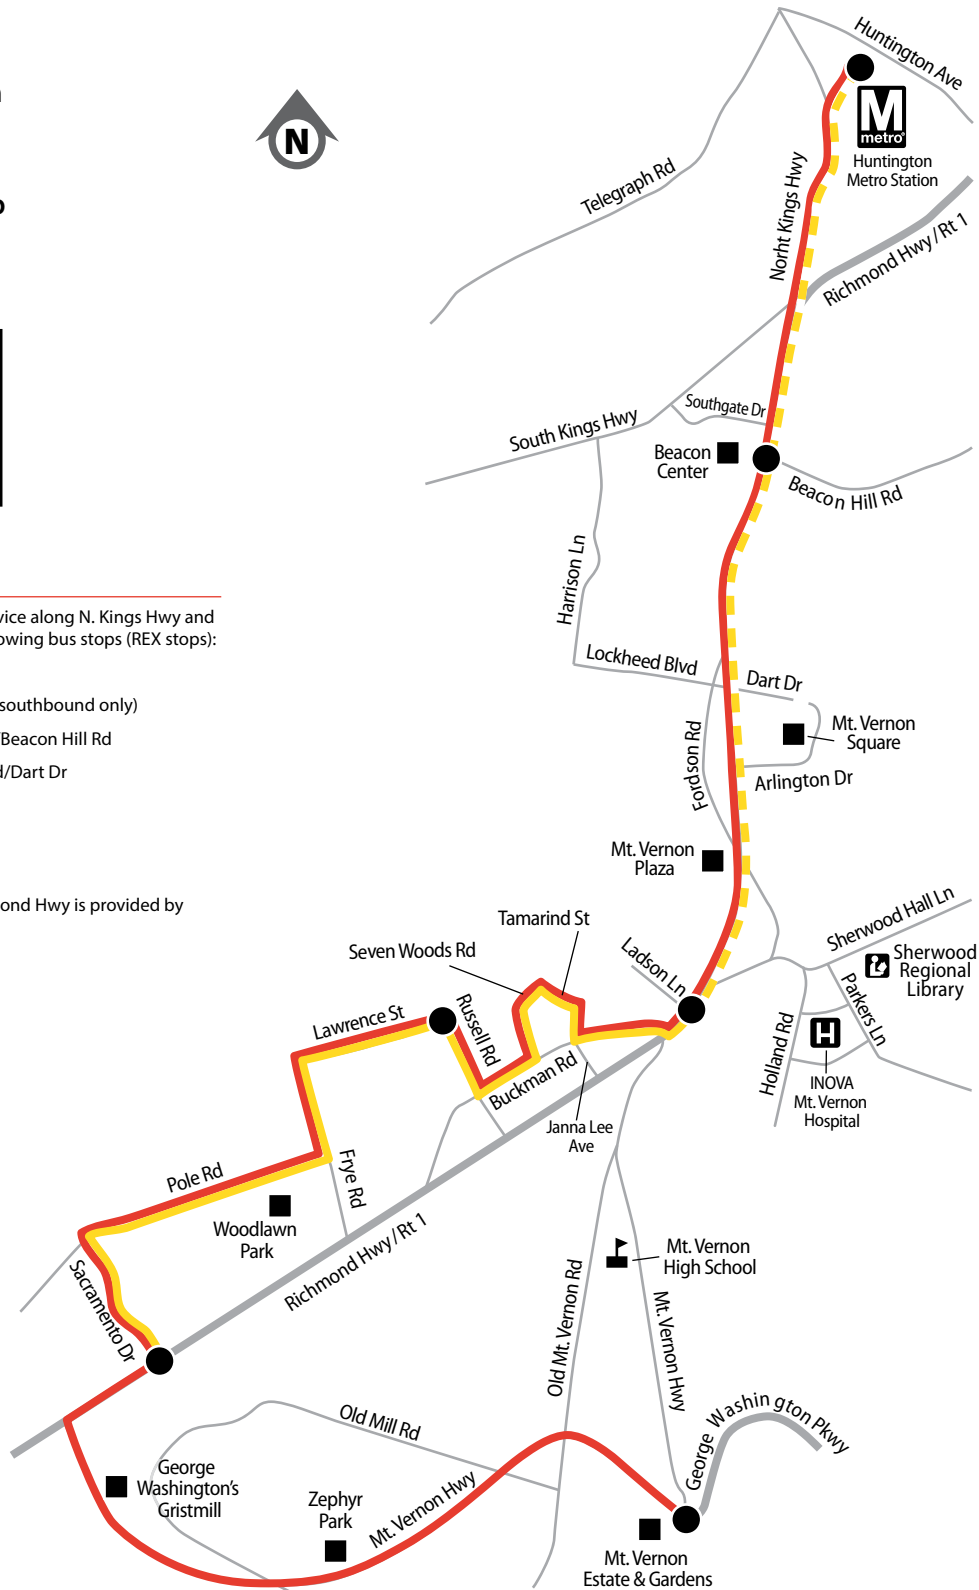 N
Huntington Ave
M
metro
Huntington
Metro Station
Telegraph Rd
Norht Kings Hwy
Richmond Hwy / Rt 1
Southgate Dr
South Kings Hwy
Beacon
Center
Beacon Hill Rd
Harrison Ln
vice along N. Kings Hwy and
owing bus stops (REX stops):
Lockheed Blvd
Dart Dr
southbound only)
/Beacon Hill Rd
d/Dart Dr
Fordson Rd
Mt. Vernon
Square
Arlington Dr
Mt. Vernon
Plaza
ond Hwy is provided by
Tamarind St
Seven Woods Rd
Ladson Ln
Sherwood Hall Ln
Sherwood
Regional
Library
Parkers Ln
Holland Rd
H
INOVA
Mt. Vernon
Hospital
Lawrence St
Russell Rd
Buckman Rd
Janna Lee
Ave
Pole Rd
Frye Rd
Woodlawn
Park
Richmond Hwy / Rt 1
Sacramento Dr
Mt. Vernon
High School
Old Mt. Vernon Rd
Mt. Vernon Hwy
George Washington Pkwy
Old Mill Rd
George
Washington's
Gristmill
Zephyr
Park
Mt. Vernon Hwy
Mt. Vernon
Estate & Gardens